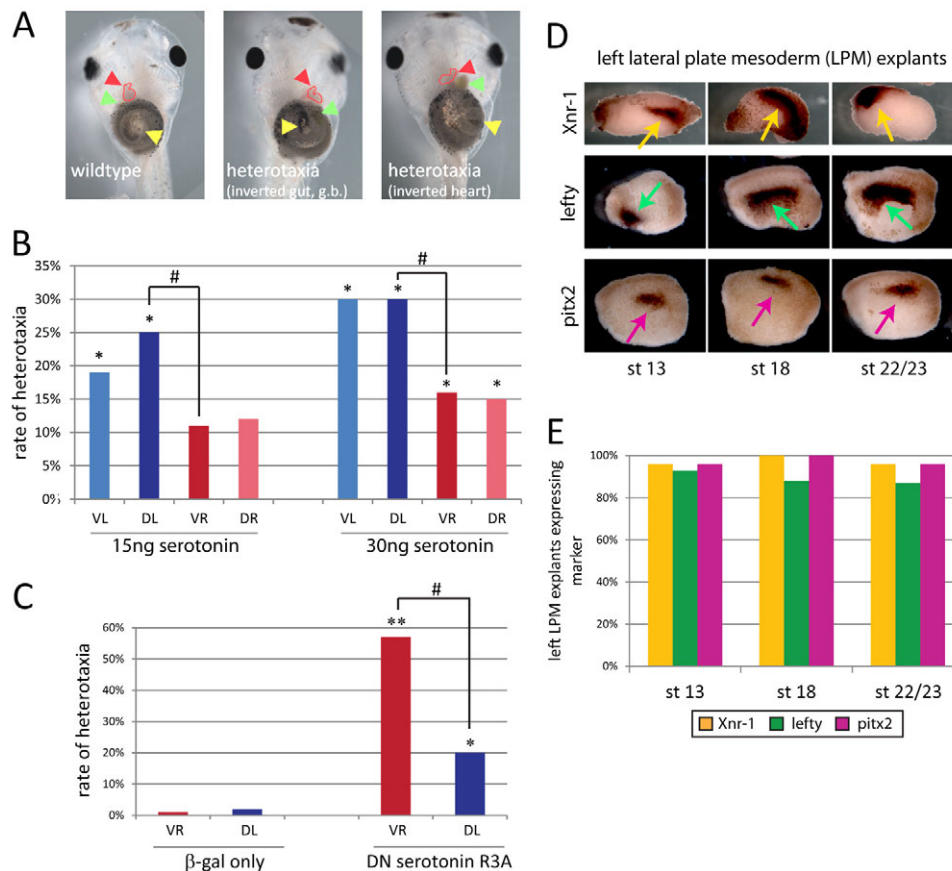 A
wildtype
heterotaxia
(inverted gut, g.b.)
heterotaxia
(inverted heart)
B
rate of heterotaxia
35%
30%
25%
20%
15%
10%
5%
0%
*
*
#
*
*
#
*
*
VL
DL
VR
DR
VL
DL
VR
DR
15ng serotonin
30ng serotonin
C
rate of heterotaxia
60%
50%
40%
30%
20%
10%
0%
**
#
*
VR
DL
VR
DL
β-gal only
DN serotonin R3A
D
left lateral plate mesoderm (LPM) explants
Xnr-1
lefty
pitx2
st 13
st 18
st 22/23
E
left LPM explants expressing
marker
100%
80%
60%
40%
20%
0%
st 13
st 18
st 22/23
Xnr-1
lefty
pitx2